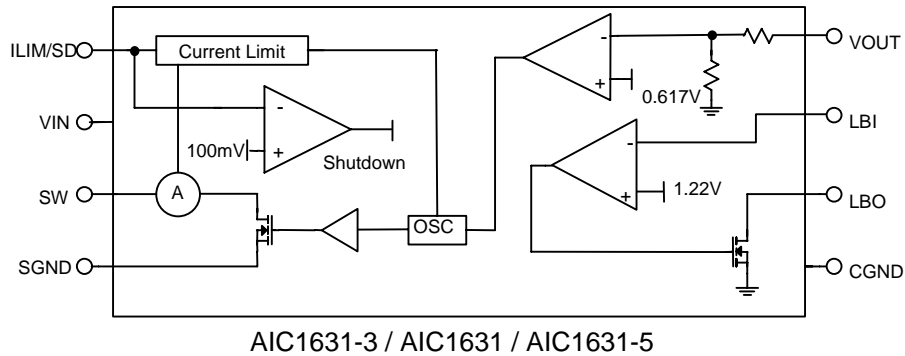 ILIM/SD
Current Limit
VOUT
0.617V
VIN
LBI
100mV
Shutdown
1.22V
SW
A
LBO
OSC
SGND
CGND
AIC1631-3 / AIC1631 / AIC1631-5